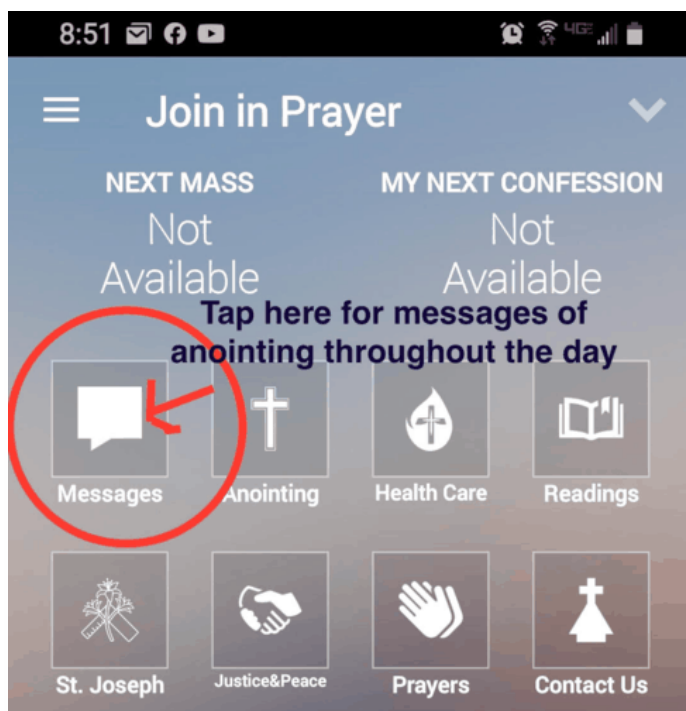 8:51
4GE
Join in Prayer
NEXT MASS
Not
Available
MY NEXT CONFESSION
Not
Available
Tap here for messages of
anointing throughout the day
Messages
Anointing
Health Care
Readings
St. Joseph
Justice&Peace
Prayers
Contact Us